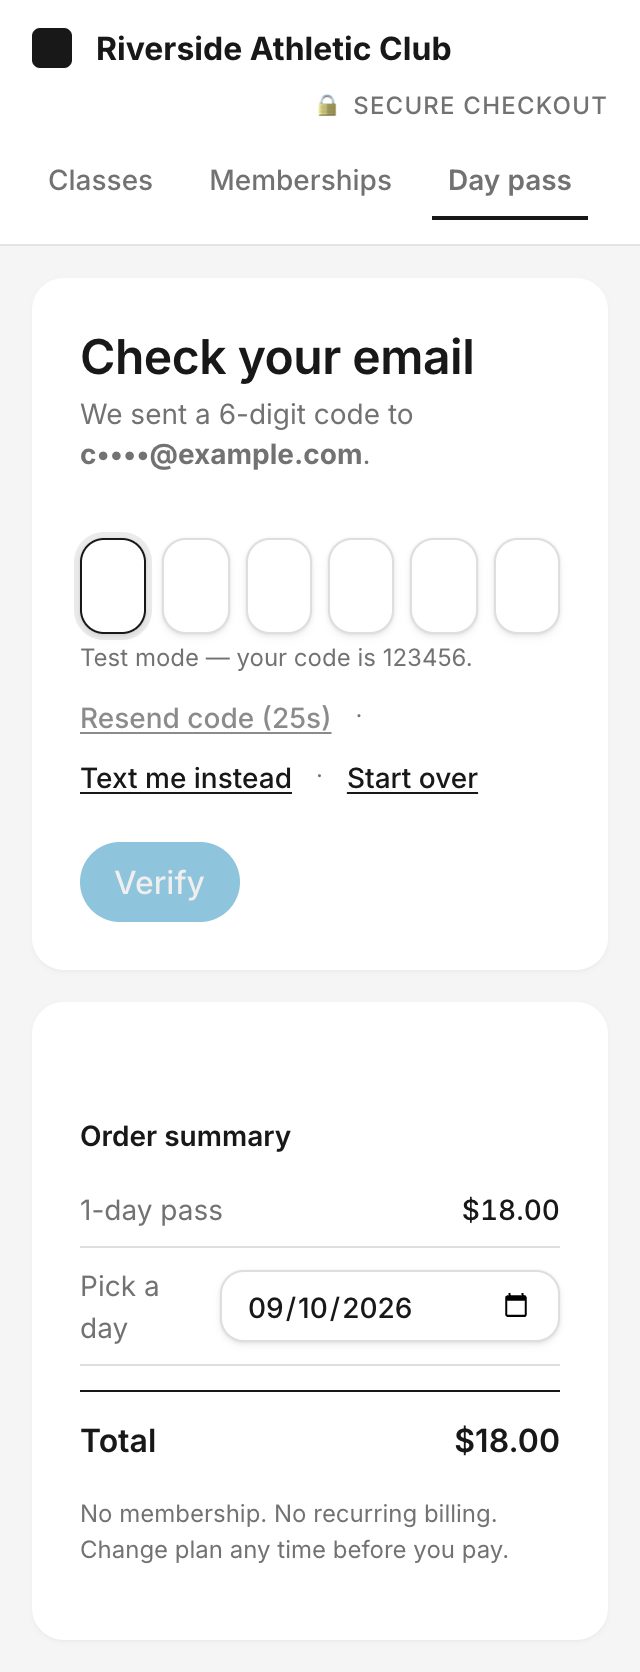 Riverside Athletic Club
🔒 SECURE CHECKOUT
Classes Memberships Day pass
Check your email
We sent a 6-digit code to
c••••@example.com.
Test mode — your code is 123456.
Resend code (25s) ·
Text me instead · Start over
Verify
Order summary
1-day pass $18.00
Pick a
day
09/10/2026
Total $18.00
No membership. No recurring billing.
Change plan any time before you pay.